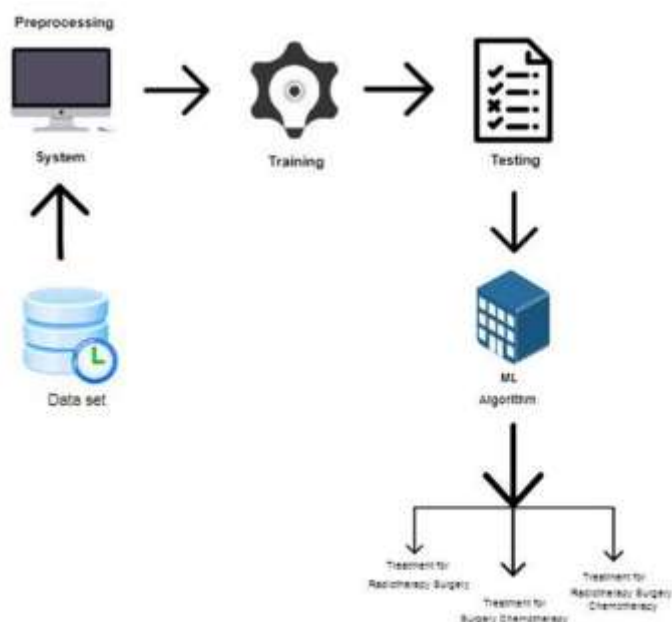 Preprocessing
System
Training
Testing
Data set
ML
Algorithm
Treatment for
Radiotherapy Surgery
Treatment for
Surgery Chemotherapy
Treatment for
Radiotherapy Surgery
Chemotherapy